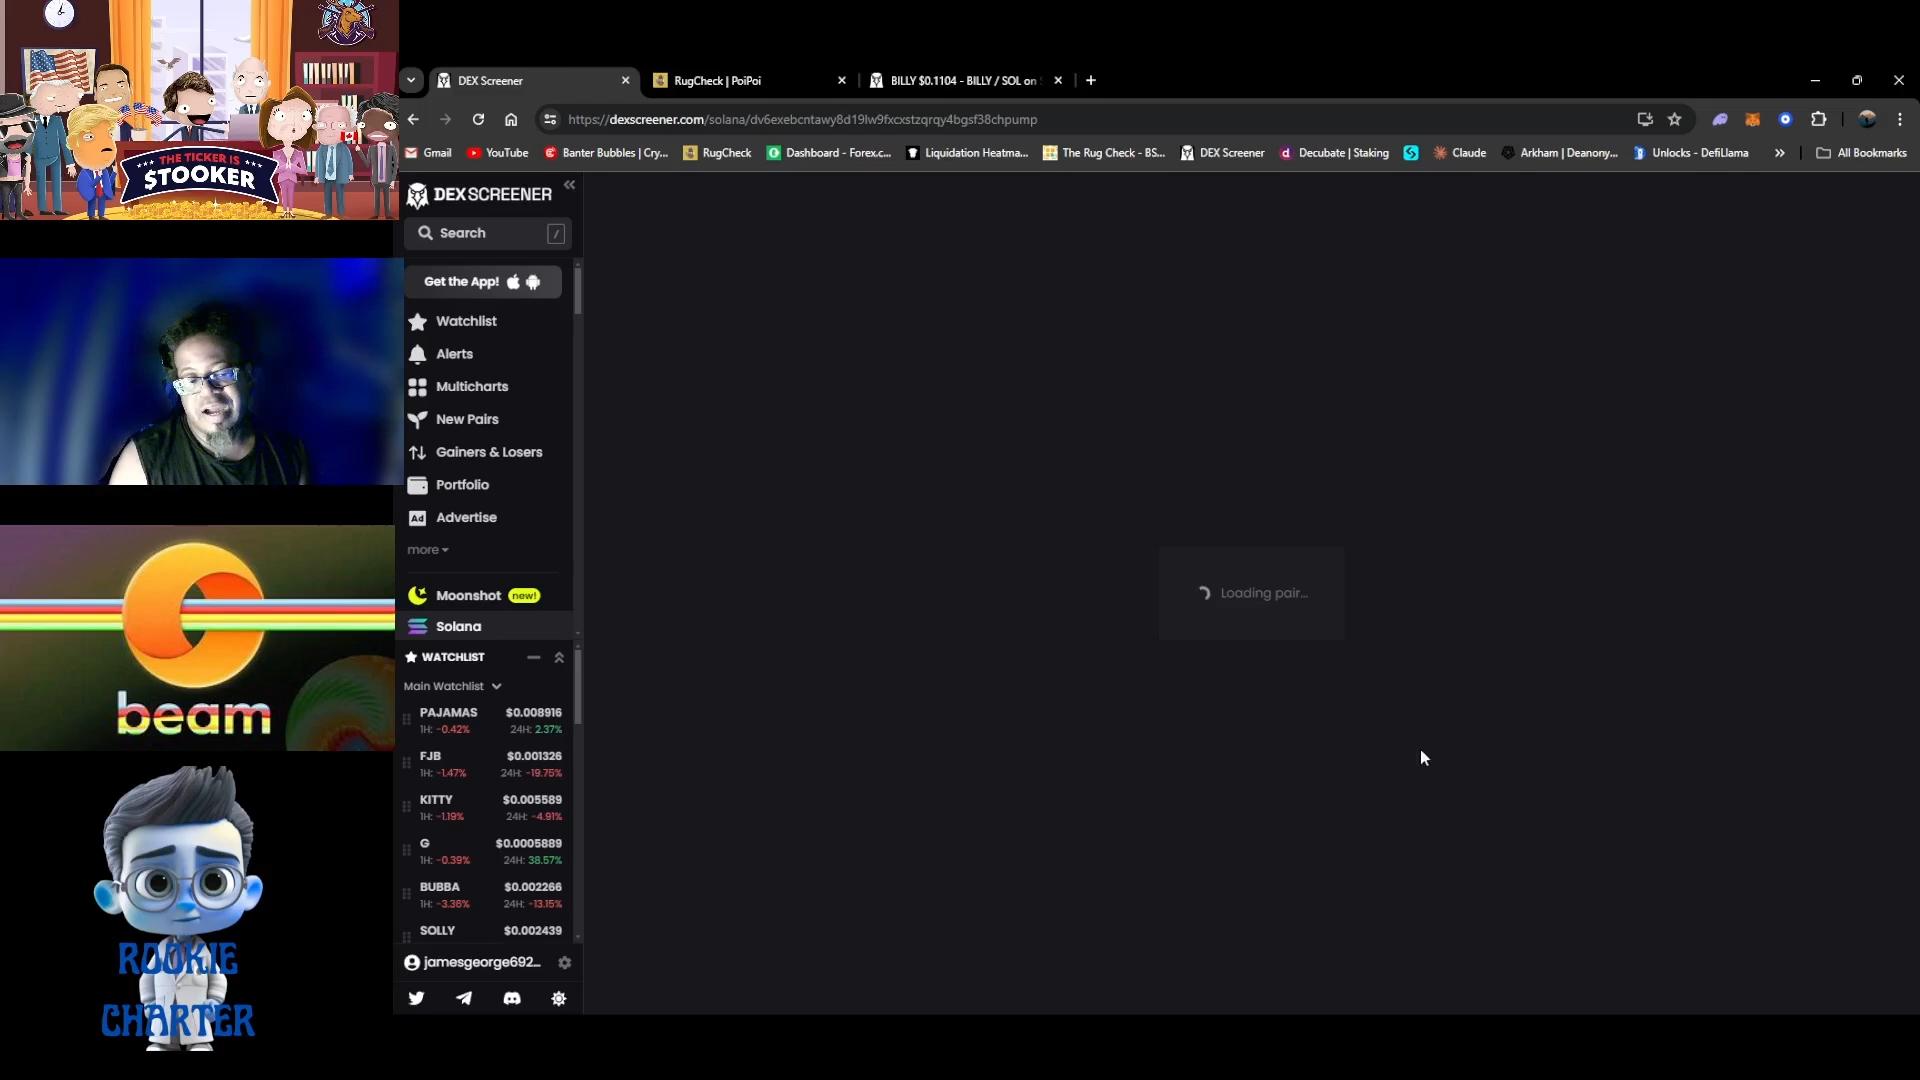 THE TICKER IS
$TOOKER
beam
ROOKIE
CHARTER
DEX Screener
RugCheck | PoiPoi
BILLY $0.1104 - BILLY / SOL on
https://dexscreener.com/solana/dv6exebcntawy8d19lw9fxcxstzqrqy4bgsf38chpump
Gmail
YouTube
Banter Bubbles | Cry...
RugCheck
Dashboard - Forex.c...
Liquidation Heatma...
The Rug Check - BS...
DEX Screener
Decubate | Staking
Claude
Arkham | Deanony...
Unlocks - DefiLlama
All Bookmarks
DEXSCREENER
Search /
Get the App!
Watchlist
Alerts
Multicharts
New Pairs
Gainers & Losers
Portfolio
Ad Advertise
more
Moonshot new!
Solana
WATCHLIST
Main Watchlist
PAJAMAS $0.008916
1H: -0.42% 24H: 2.37%
FJB $0.001326
1H: -1.47% 24H: -19.75%
KITTY $0.005589
1H: -1.19% 24H: -4.91%
G $0.0005889
1H: -0.39% 24H: 38.57%
BUBBA $0.002266
1H: -3.36% 24H: -13.15%
SOLLY $0.002439
jamesgeorge692...
Loading pair...